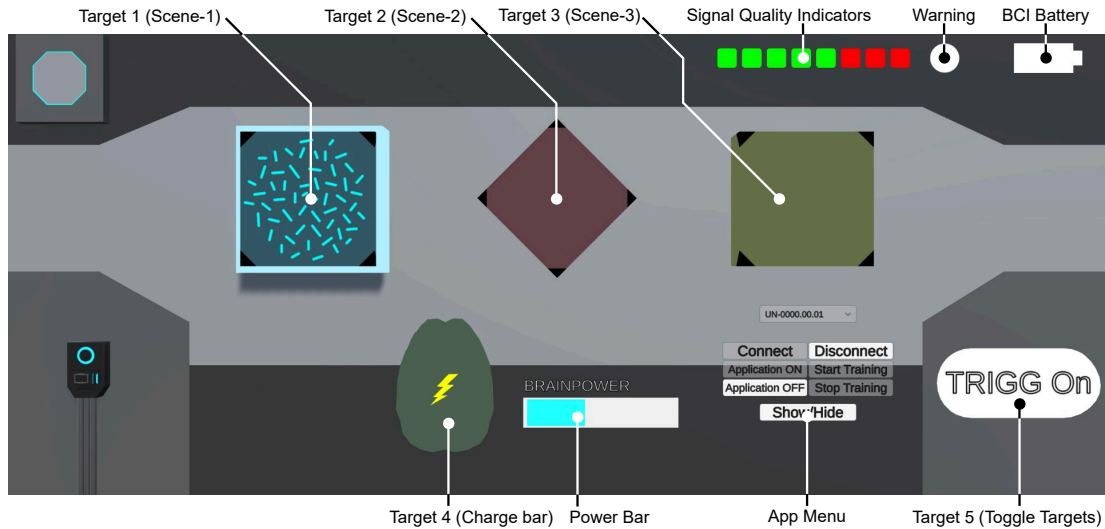 Target 1 (Scene-1)
Target 2 (Scene-2)
Target 3 (Scene-3)
Signal Quality Indicators
Warning
BCI Battery
UN-0000.00.01
Connect
Disconnect
Application ON
Start Training
Application OFF
Stop Training
Show/Hide
BRAINPOWER
TRIGG On
Target 4 (Charge bar)
Power Bar
App Menu
Target 5 (Toggle Targets)